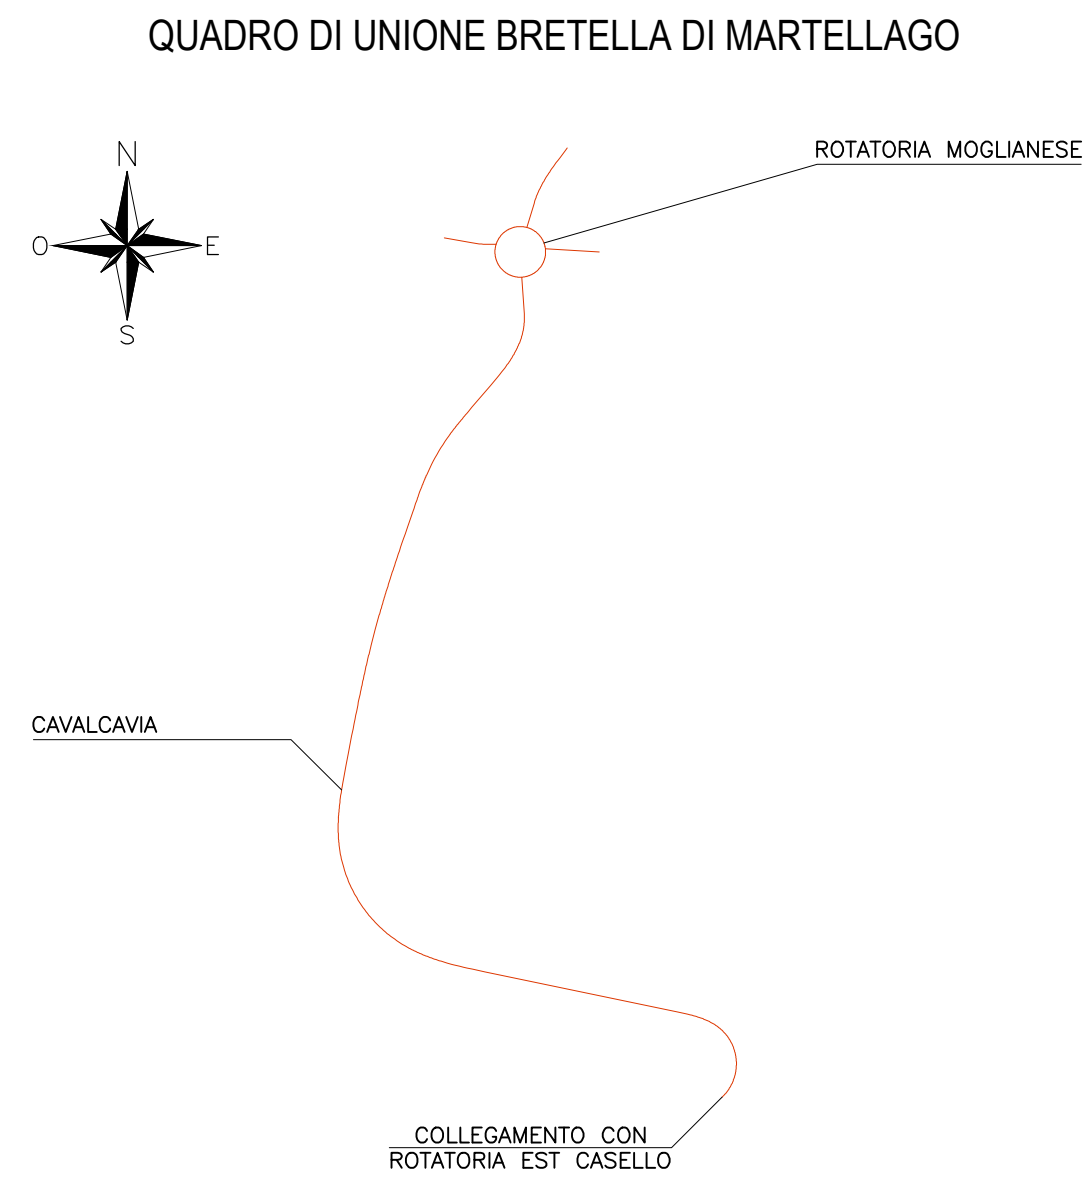 QUADRO DI UNIONE BRETELLA DI MARTELLAGO
ROTATORIA MOGLIANESE
N
O
E
S
CAVALCAVIA
COLLEGAMENTO CON
ROTATORIA EST CASELLO